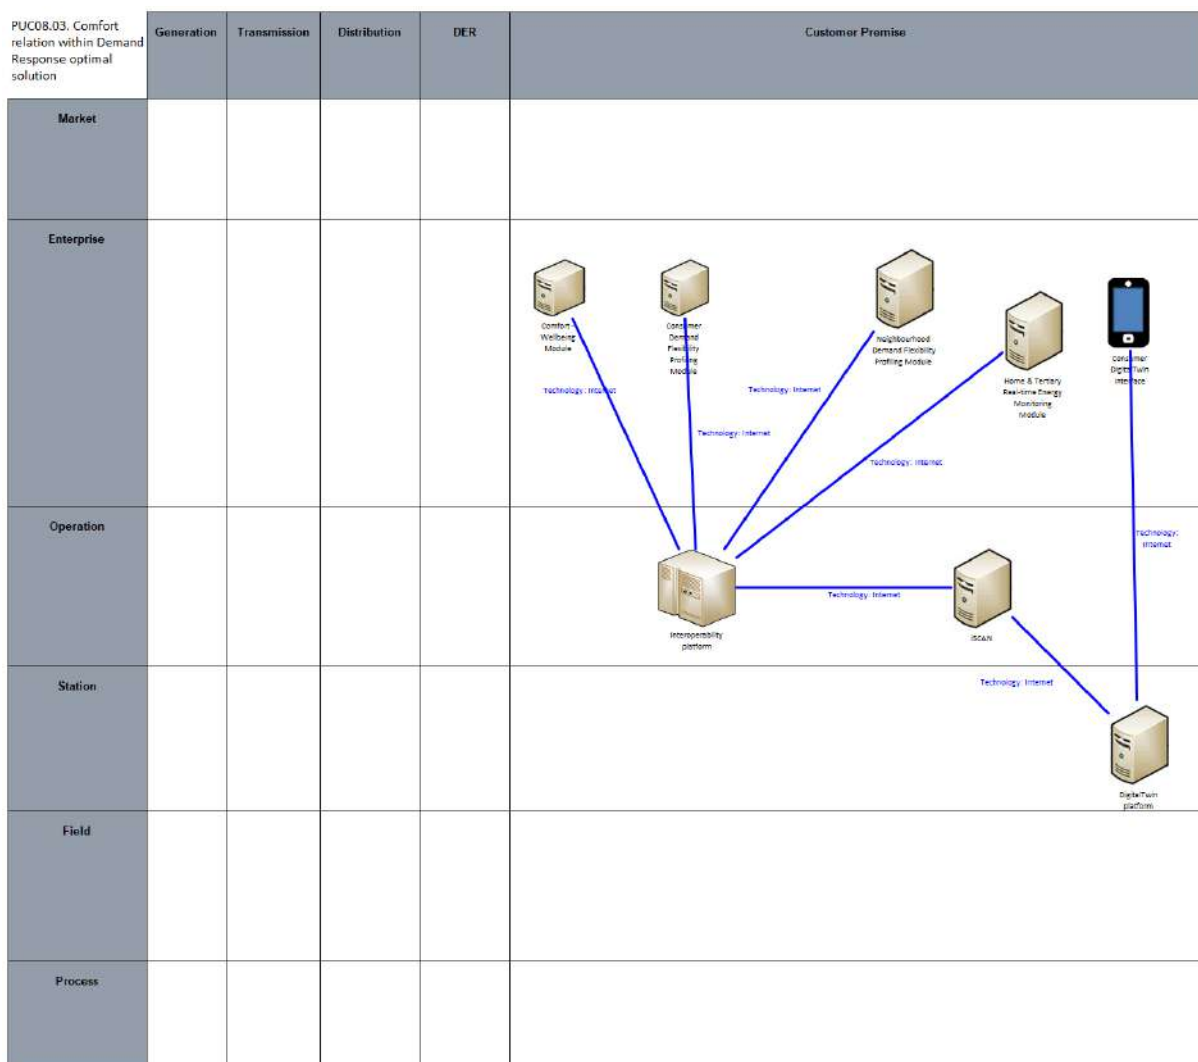 PUC08.03. Comfort
relation within Demand
Response optimal
solution
Generation
Transmission
Distribution
DER
Customer Premise
Market
Enterprise
Comfort -
Wellbeing
Module
Consumer
Demand
Flexibility
Profiling
Module
Neighbourhood
Demand Flexibility
Profiling Module
Home & Tertiary
Real-time Energy
Monitoring
Module
Consumer
DigitalTwin
Interface
Technology: Internet
Technology: Internet
Technology: Internet
Technology: Internet
Operation
Technology:
Internet
Technology: Internet
Interoperability
platform
iSCAN
Station
Technology: Internet
DigitalTwin
platform
Field
Process